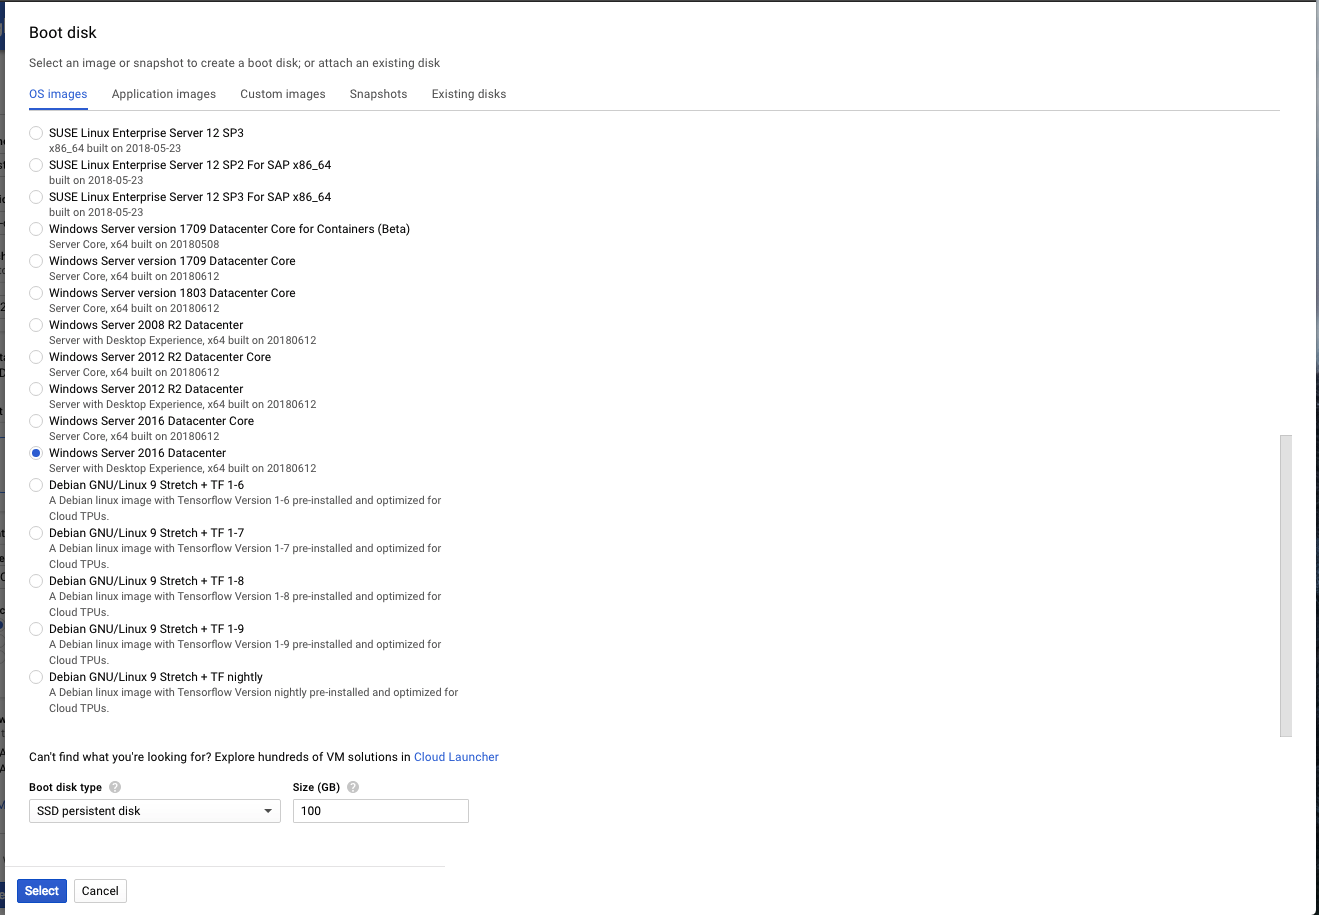 Boot disk
Select an image or snapshot to create a boot disk; or attach an existing disk
OS images Application images Custom images Snapshots Existing disks
SUSE Linux Enterprise Server 12 SP3
x86_64 built on 2018-05-23
SUSE Linux Enterprise Server 12 SP2 For SAP x86_64
built on 2018-05-23
SUSE Linux Enterprise Server 12 SP3 For SAP x86_64
built on 2018-05-23
Windows Server version 1709 Datacenter Core for Containers (Beta)
Server Core, x64 built on 20180508
Windows Server version 1709 Datacenter Core
Server Core, x64 built on 20180612
Windows Server version 1803 Datacenter Core
Server Core, x64 built on 20180612
Windows Server 2008 R2 Datacenter
Server with Desktop Experience, x64 built on 20180612
Windows Server 2012 R2 Datacenter Core
Server Core, x64 built on 20180612
Windows Server 2012 R2 Datacenter
Server with Desktop Experience, x64 built on 20180612
Windows Server 2016 Datacenter Core
Server Core, x64 built on 20180612
Windows Server 2016 Datacenter
Server with Desktop Experience, x64 built on 20180612
Debian GNU/Linux 9 Stretch + TF 1-6
A Debian linux image with Tensorflow Version 1-6 pre-installed and optimized for
Cloud TPUs.
Debian GNU/Linux 9 Stretch + TF 1-7
A Debian linux image with Tensorflow Version 1-7 pre-installed and optimized for
Cloud TPUs.
Debian GNU/Linux 9 Stretch + TF 1-8
A Debian linux image with Tensorflow Version 1-8 pre-installed and optimized for
Cloud TPUs.
Debian GNU/Linux 9 Stretch + TF 1-9
A Debian linux image with Tensorflow Version 1-9 pre-installed and optimized for
Cloud TPUs.
Debian GNU/Linux 9 Stretch + TF nightly
A Debian linux image with Tensorflow Version nightly pre-installed and optimized for
Cloud TPUs.
Can't find what you're looking for? Explore hundreds of VM solutions in Cloud Launcher
Boot disk type ? Size (GB) ?
SSD persistent disk 100
Select Cancel